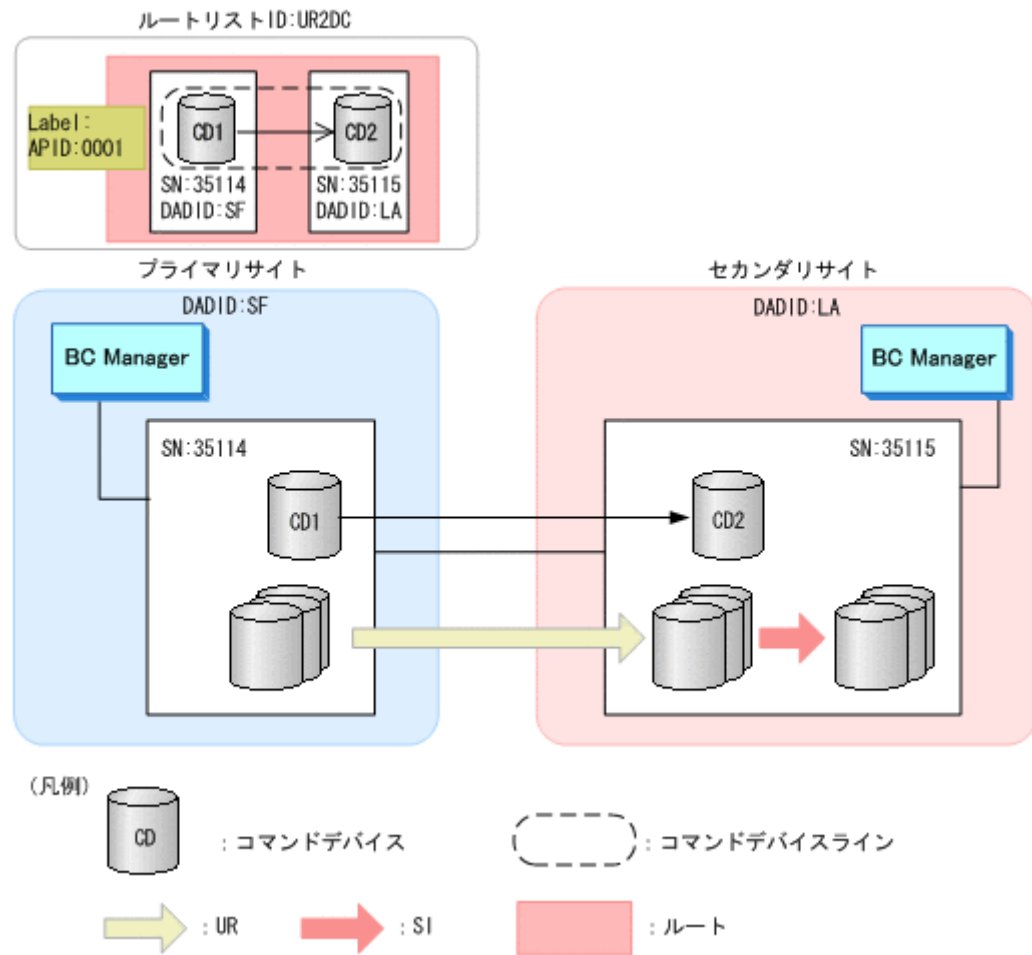 ルートリストID:UR2DC
Label:
APID:0001
CD1
CD2
SN:35114
DADID:SF
SN:35115
DADID:LA
プライマリサイト
セカンダリサイト
DADID:SF
DADID:LA
BC Manager
BC Manager
SN:35114
SN:35115
CD1
CD2
(凡例)
CD
:コマンドデバイス
:コマンドデバイスライン
:UR
:SI
:ルート